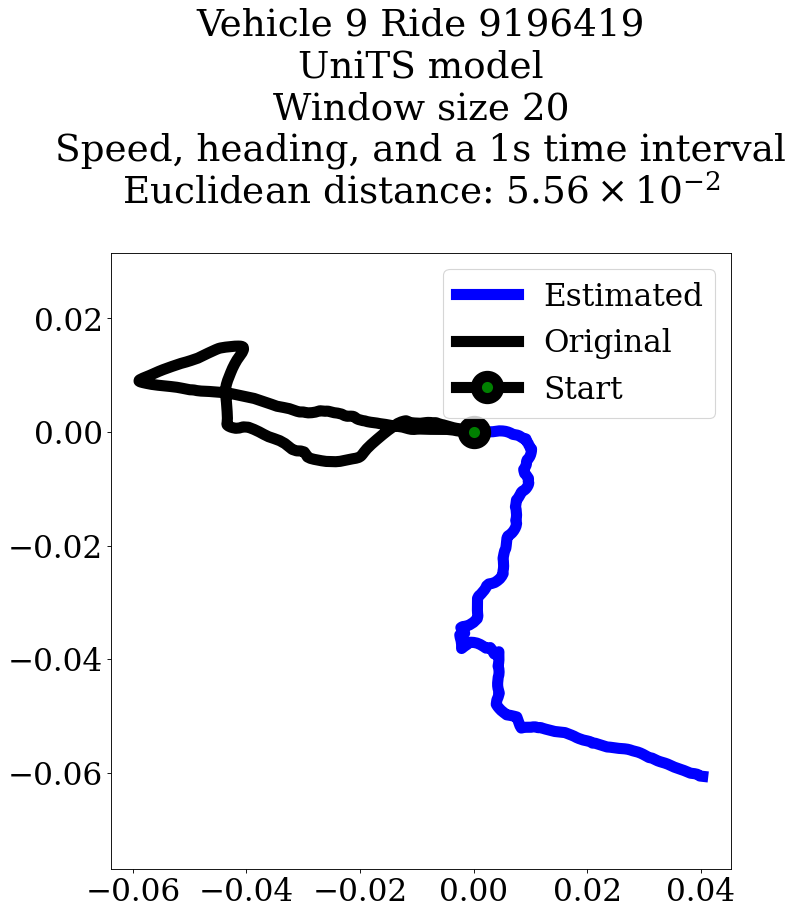 Vehicle 9 Ride 9196419
UniTS model
Window size 20
Speed, heading, and a 1s time interval
Euclidean distance: 5.56 × 10⁻²
Estimated
Original
Start
0.02
0.00
−0.02
−0.04
−0.06
−0.06 −0.04 −0.02 0.00 0.02 0.04